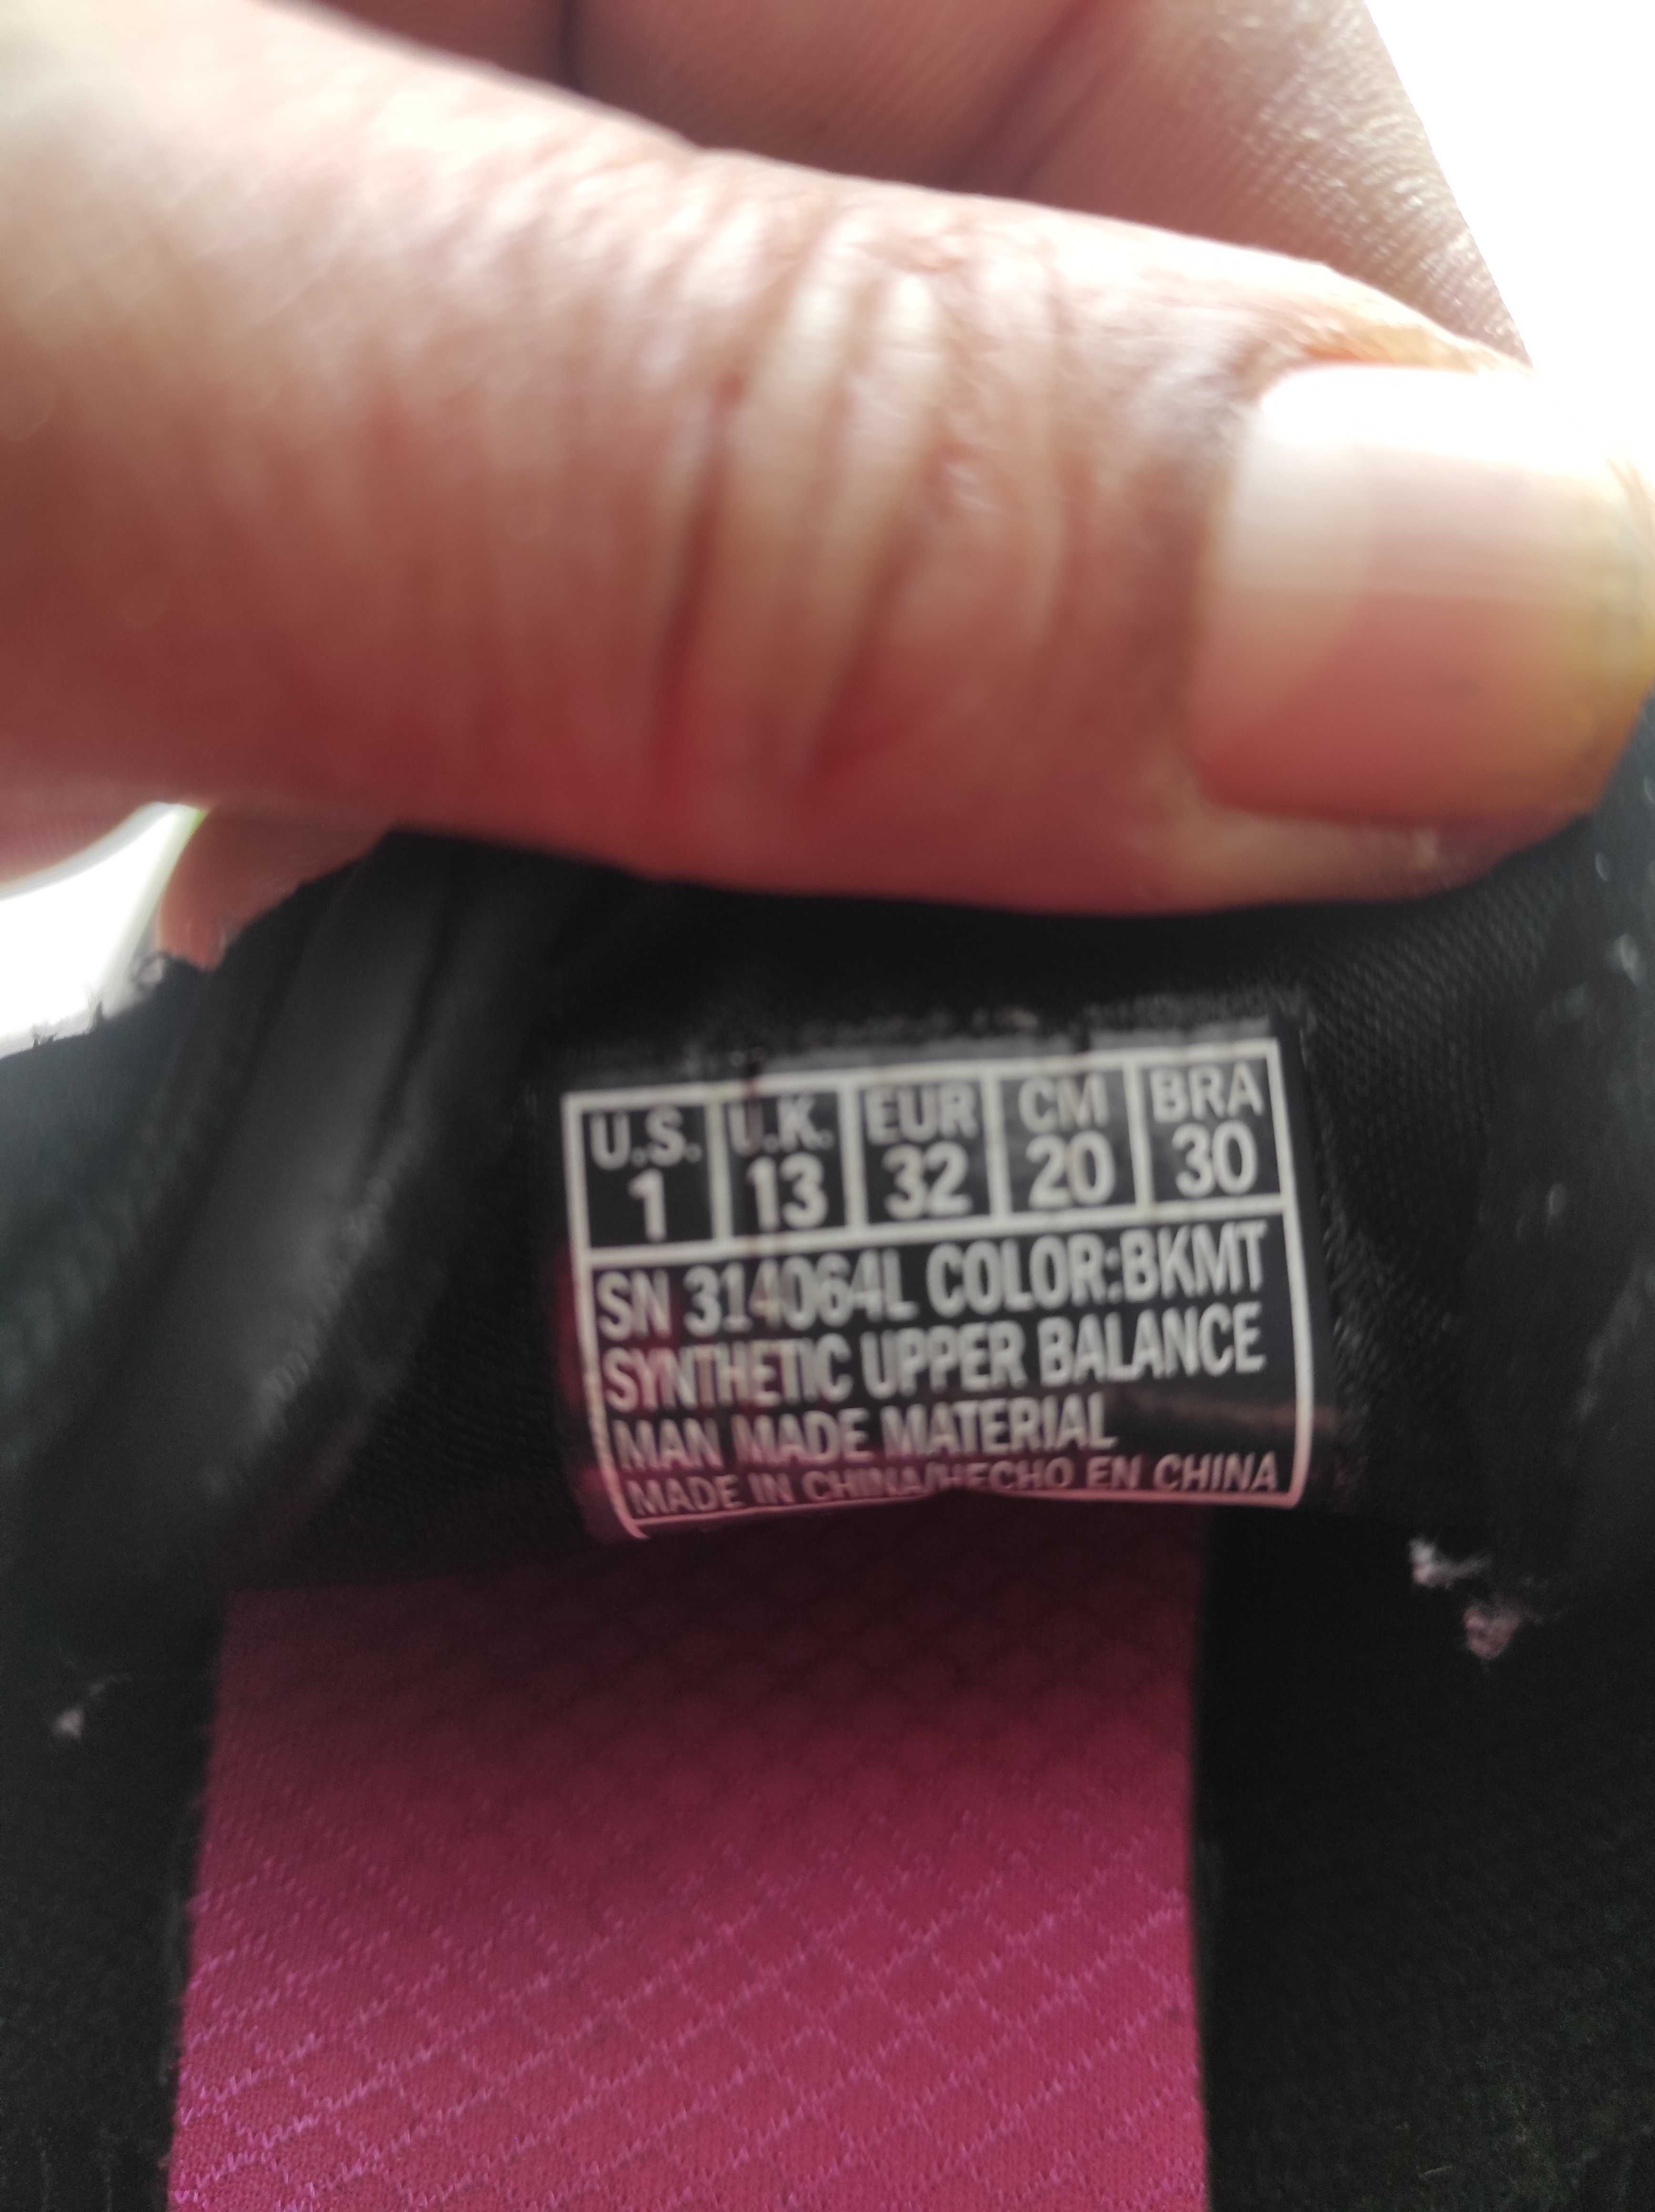 U.S. U.K. EUR CM BRA
1 13 32 20 30
SN 314064L COLOR:BKMT
SYNTHETIC UPPER BALANCE
MAN MADE MATERIAL
MADE IN CHINA/HECHO EN CHINA